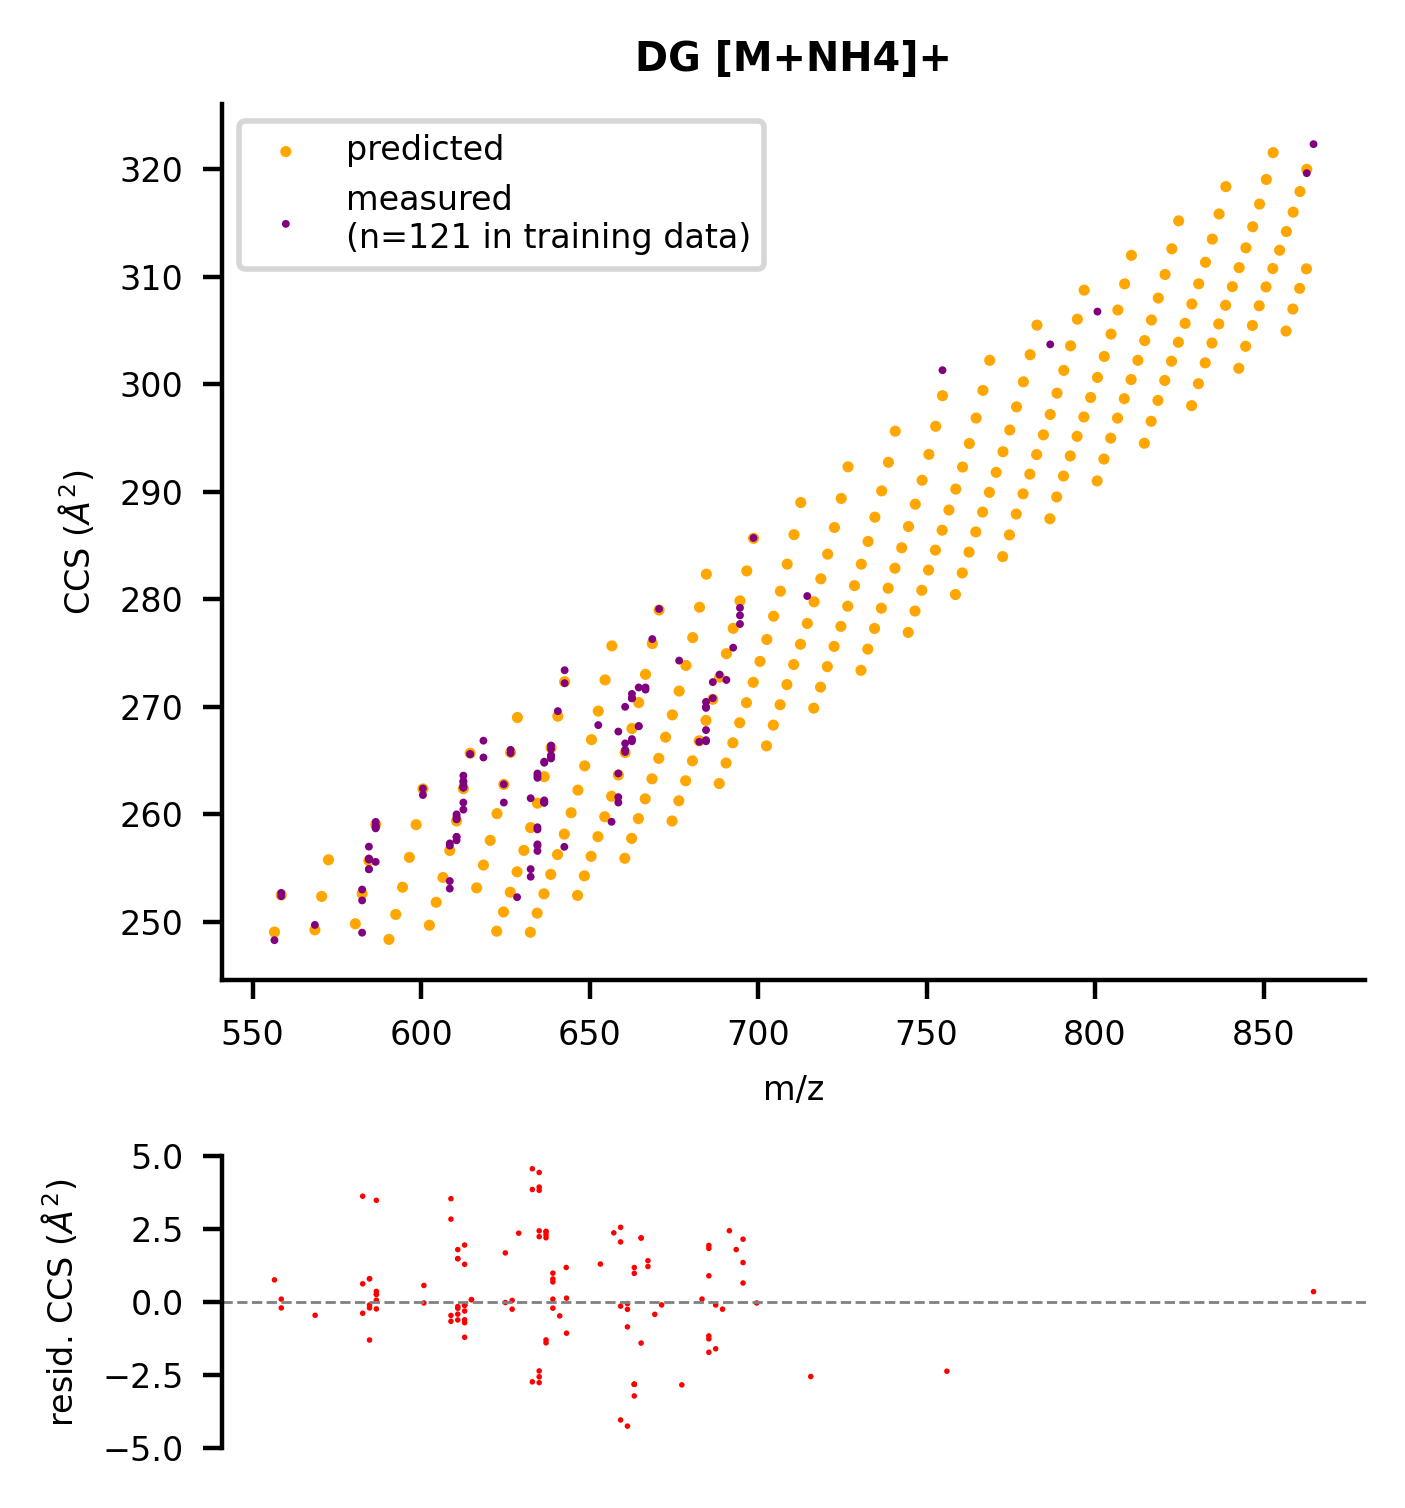 DG [M+NH4]+
predicted
measured
(n=121 in training data)
320
310
300
290
280
270
260
250
CCS (Å²)
550 600 650 700 750 800 850
m/z
5.0
2.5
0.0
−2.5
−5.0
resid. CCS (Å²)